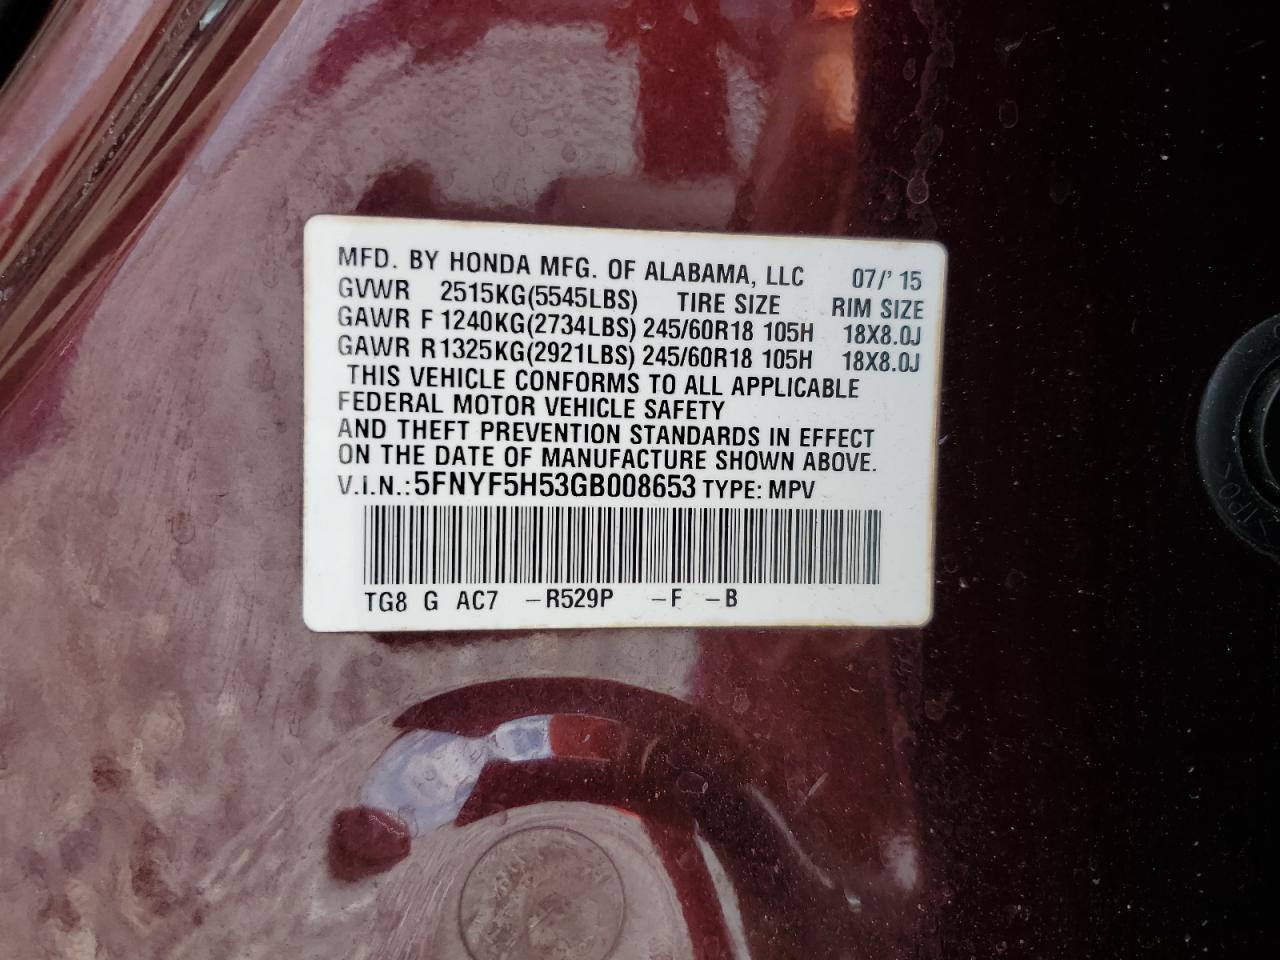 MFD. BY HONDA MFG. OF ALABAMA, LLC 07/' 15
GVWR 2515KG(5545LBS) TIRE SIZE RIM SIZE
GAWR F 1240KG(2734LBS) 245/60R18 105H 18X8.0J
GAWR R 1325KG(2921LBS) 245/60R18 105H 18X8.0J
THIS VEHICLE CONFORMS TO ALL APPLICABLE
FEDERAL MOTOR VEHICLE SAFETY
AND THEFT PREVENTION STANDARDS IN EFFECT
ON THE DATE OF MANUFACTURE SHOWN ABOVE.
V.I.N.: 5FNYF5H53GB008653 TYPE: MPV
TG8 G AC7 -R529P -F -B